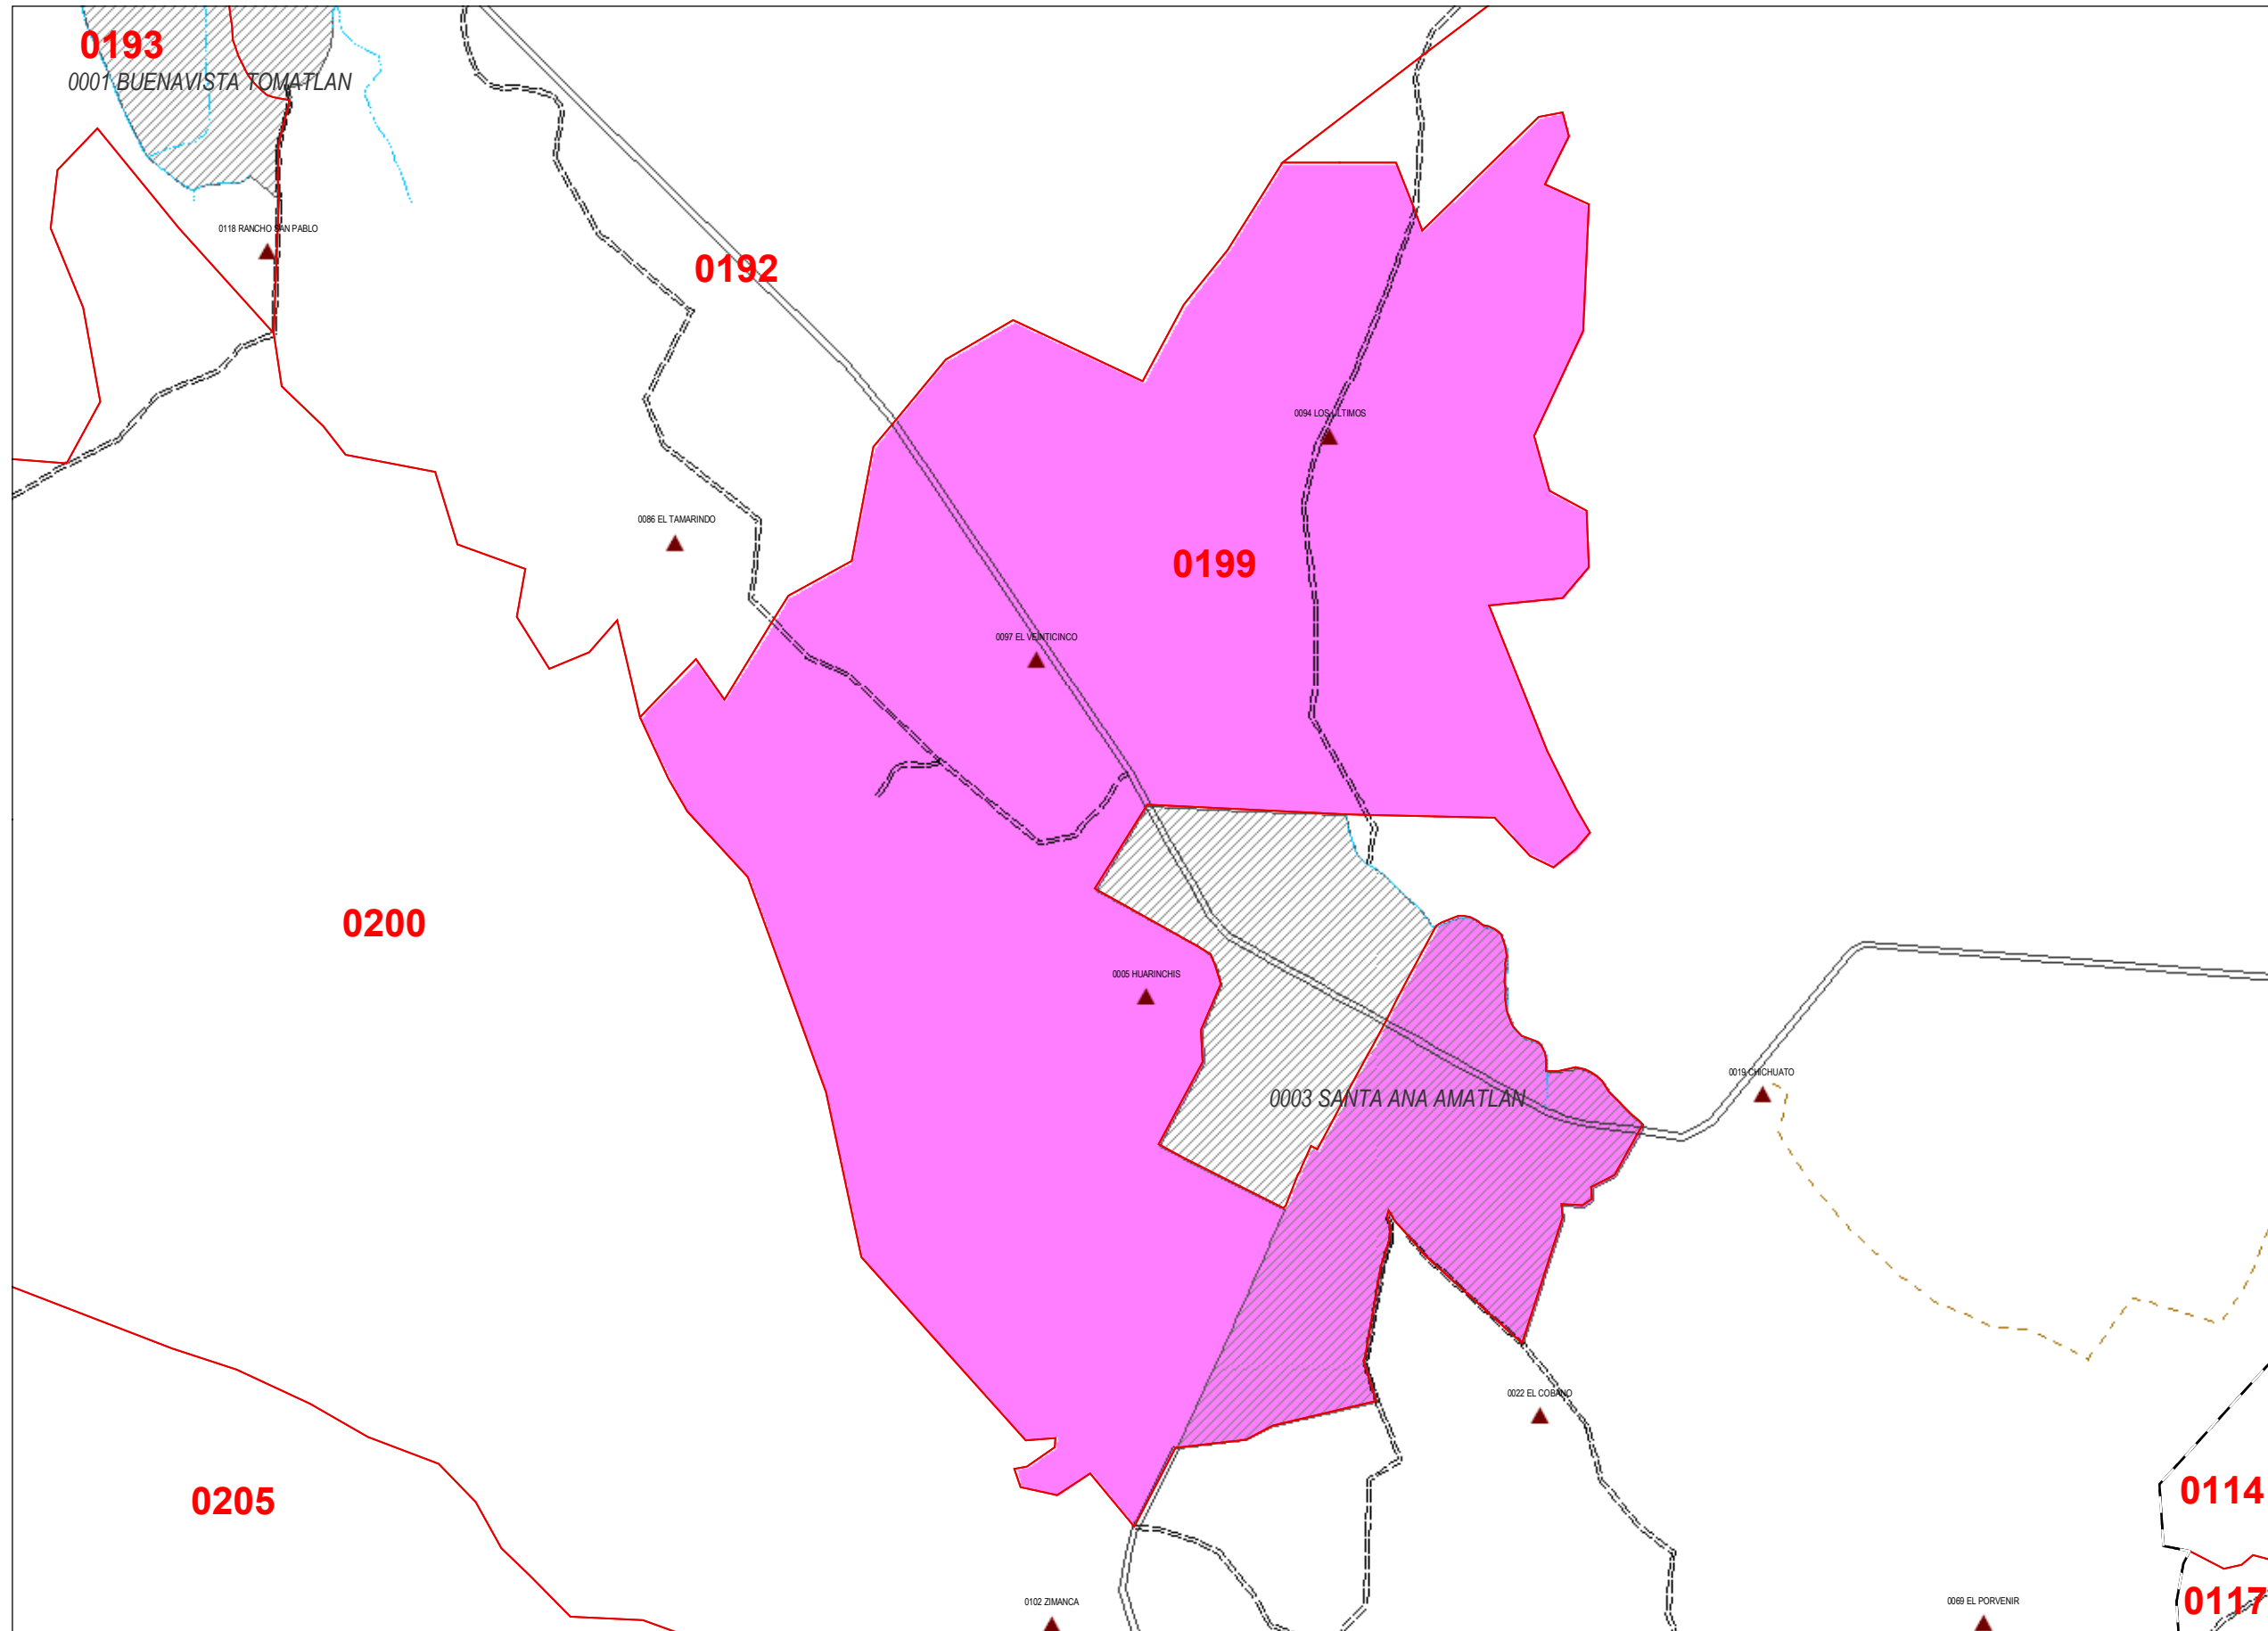 0193
0001 BUENAVISTA TOMATLAN
0118 RANCHO SAN PABLO
0192
0094 LOS ULTIMOS
0086 EL TAMARINDO
0199
0097 EL VEINTICINCO
0200
0005 HUARINCHIS
0019 CHICHUATO
0003 SANTA ANA AMATLAN
0022 EL COBANO
0205
0114
0102 ZIMANCA
0069 EL PORVENIR
0117